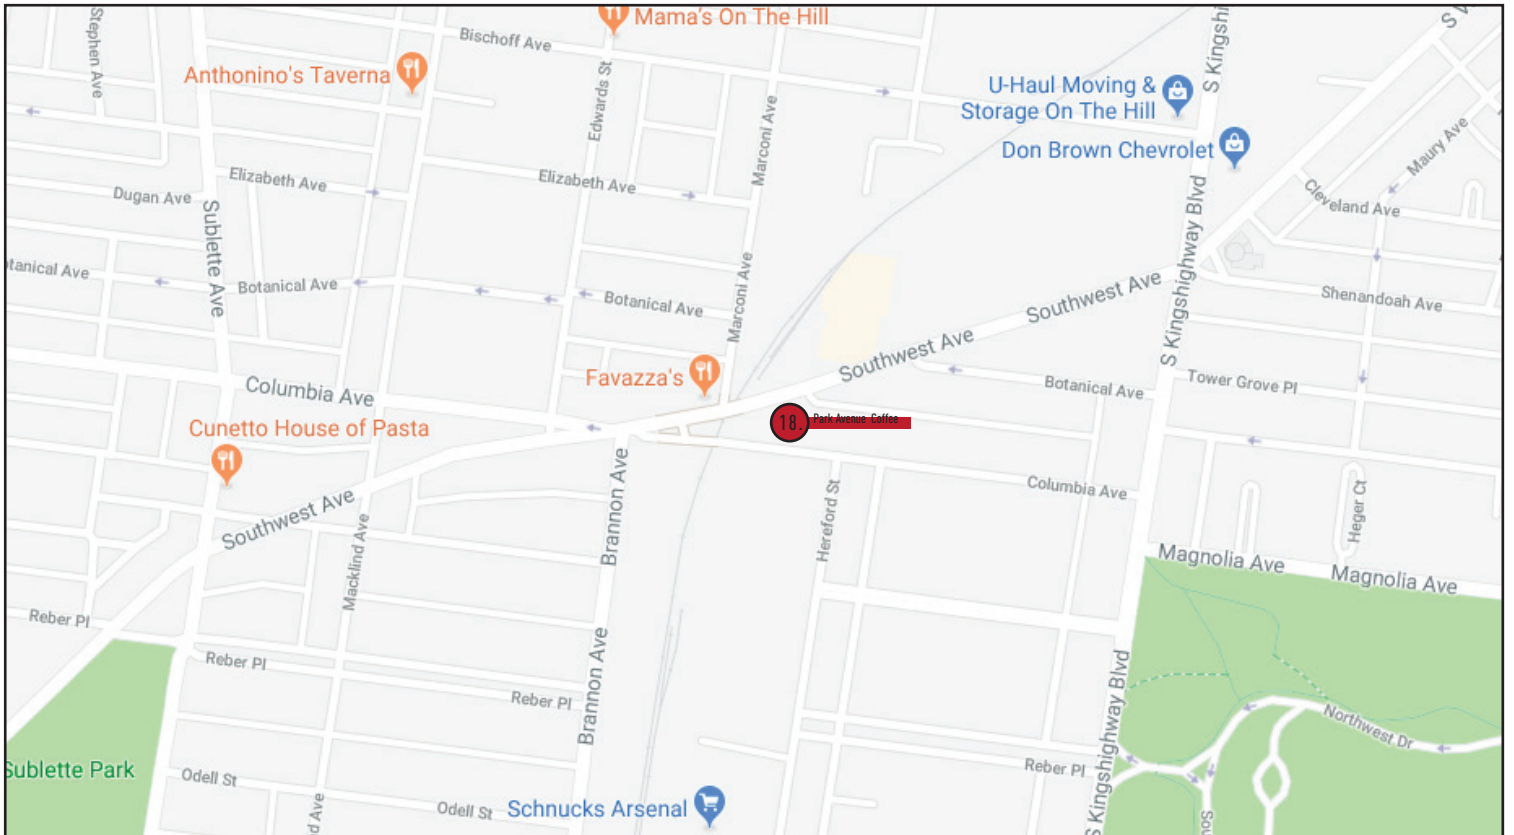 Stephen Ave
Mama's On The Hill
S Kingshi
Bischoff Ave
Anthonino's Taverna
Edwards St
Marconi Ave
U-Haul Moving &
Storage On The Hill
Don Brown Chevrolet
Maury Ave
Cleveland Ave
Elizabeth Ave
Elizabeth Ave
Dugan Ave
Sublette Ave
S Kingshighway Blvd
tanical Ave
Botanical Ave
Botanical Ave
Marconi Ave
Southwest Ave
Shenandoah Ave
Southwest Ave
Favazza's
Columbia Ave
Botanical Ave
Tower Grove Pl
18.
Park Avenue Coffee
Cunetto House of Pasta
Southwest Ave
Macklind Ave
Brannon Ave
Hereford St
Columbia Ave
Heger Ct
Magnolia Ave
Magnolia Ave
Reber Pl
Reber Pl
Reber Pl
Brannon Ave
S Kingshighway Blvd
Northwest Dr
Sublette Park
Odell St
Odell St
Schnucks Arsenal
Reber Pl
S Kingshighway
d Ave
Sou